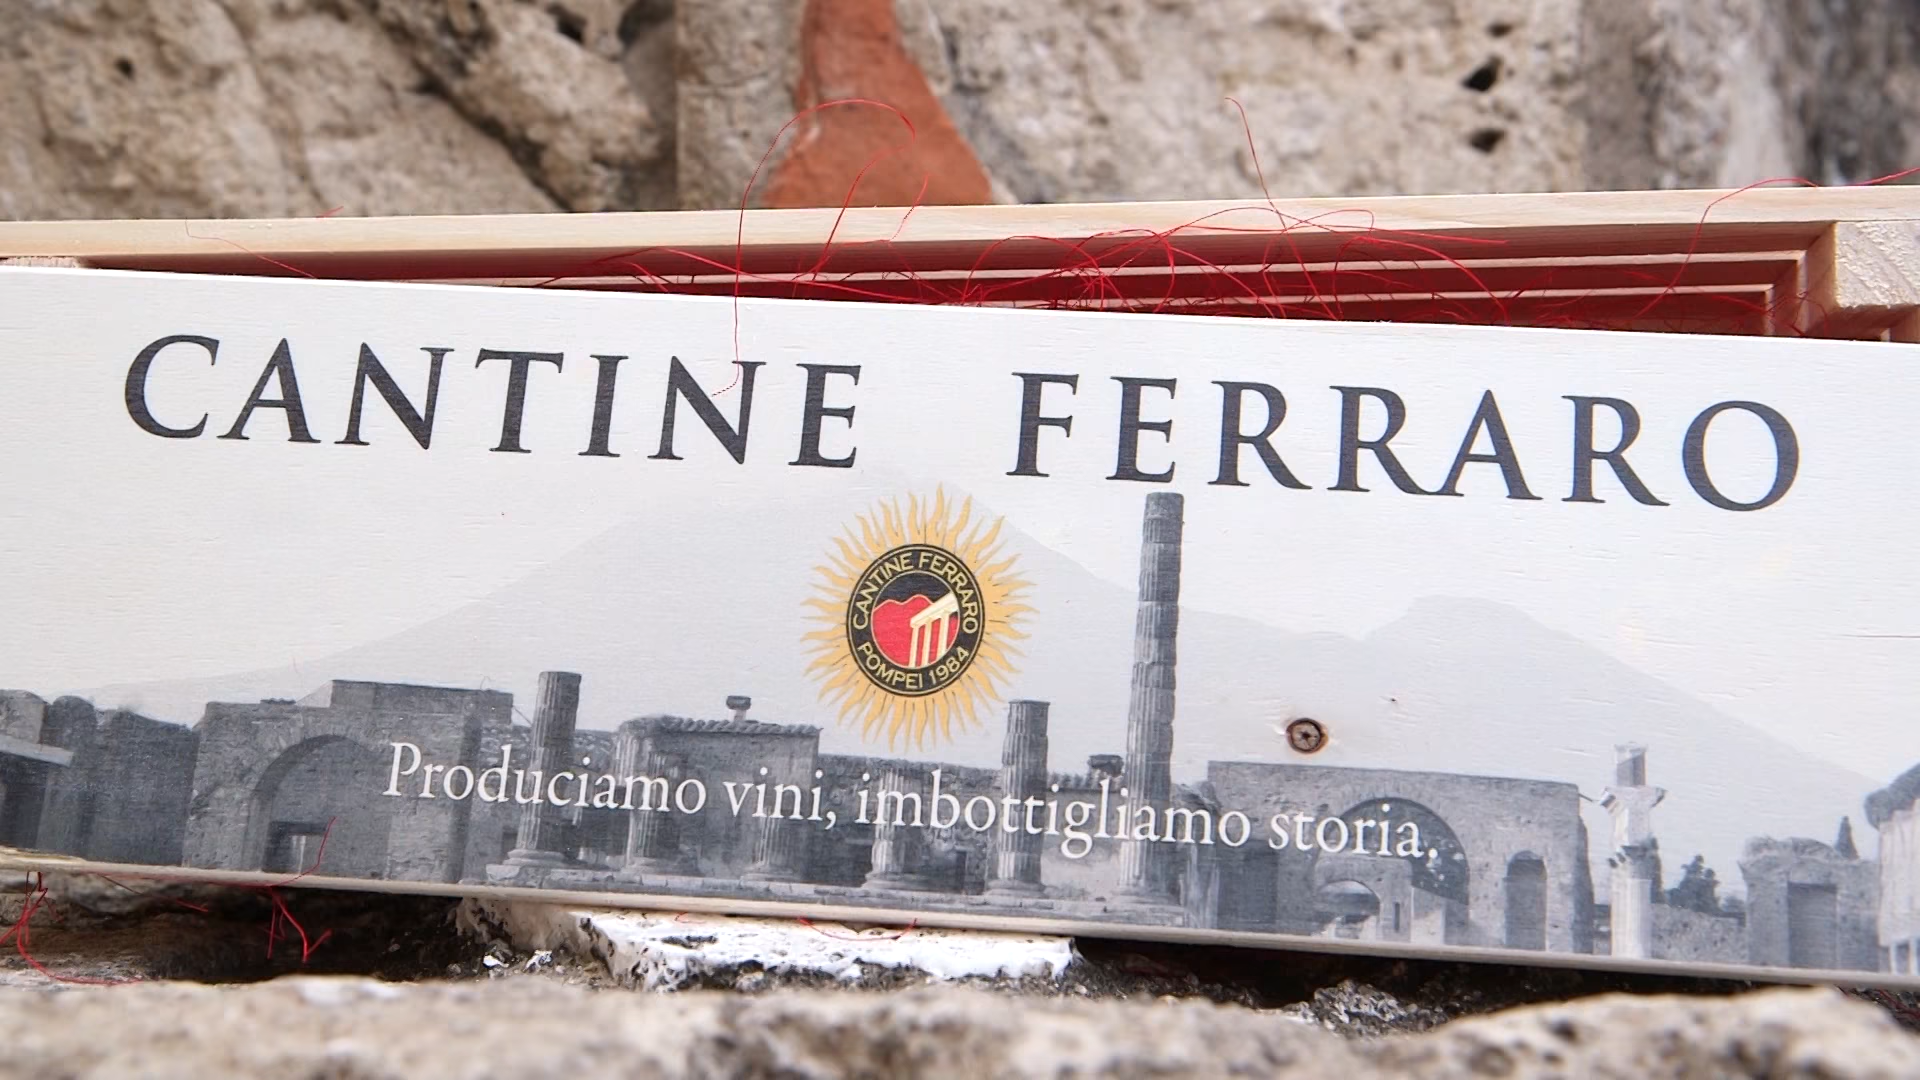 CANTINE FERRARO
CANTINE FERRARO
POMPEI 1984
Produciamo vini, imbottigliamo storia.